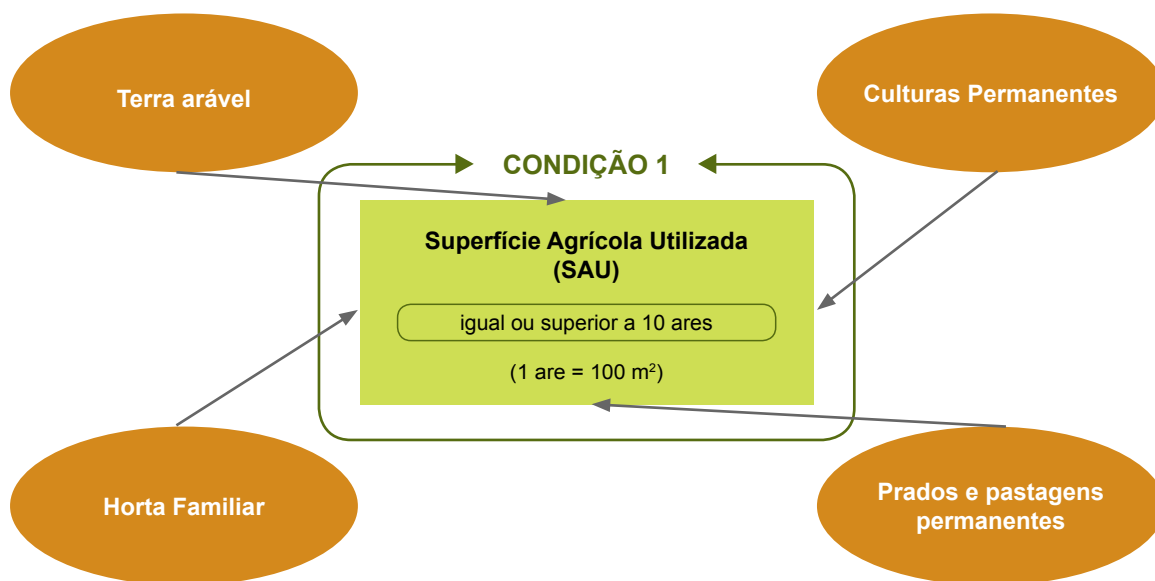 Terra arável
Culturas Permanentes
CONDIÇÃO 1
Superfície Agrícola Utilizada
(SAU)
igual ou superior a 10 ares
(1 are = 100 m²)
Horta Familiar
Prados e pastagens
permanentes